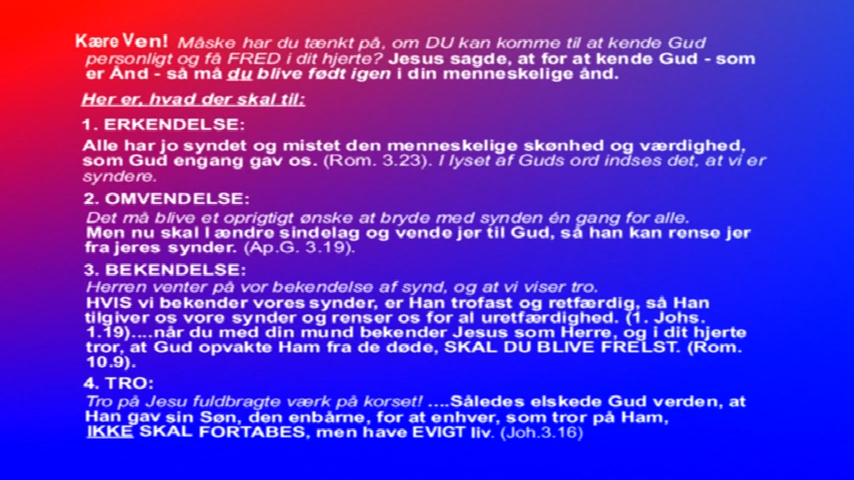 Kære Ven! Måske har du tænkt på, om DU kan komme til at kende Gud
personligt og få FRED i dit hjerte? Jesus sagde, at for at kende Gud - som
er Ånd - så må du blive født igen i din menneskelige ånd.
Her er, hvad der skal til:
1. ERKENDELSE:
Alle har jo syndet og mistet den menneskelige skønhed og værdighed,
som Gud engang gav os. (Rom. 3.23). I lyset af Guds ord indses det, at vi er
syndere.
2. OMVENDELSE:
Det må blive et oprigtigt ønske at bryde med synden én gang for alle.
Men nu skal I ændre sindelag og vende jer til Gud, så han kan rense jer
fra jeres synder. (Ap.G. 3.19).
3. BEKENDELSE:
Herren venter på vor bekendelse af synd, og at vi viser tro.
HVIS vi bekender vores synder, er Han trofast og retfærdig, så Han
tilgiver os vore synder og renser os for al uretfærdighed. (1. Johs.
1.19)....når du med din mund bekender Jesus som Herre, og i dit hjerte
tror, at Gud opvakte Ham fra de døde, SKAL DU BLIVE FRELST. (Rom.
10.9).
4. TRO:
Tro på Jesu fuldbragte værk på korset! ....Således elskede Gud verden, at
Han gav sin Søn, den enbårne, for at enhver, som tror på Ham,
IKKE SKAL FORTABES, men have EVIGT liv. (Joh.3.16)